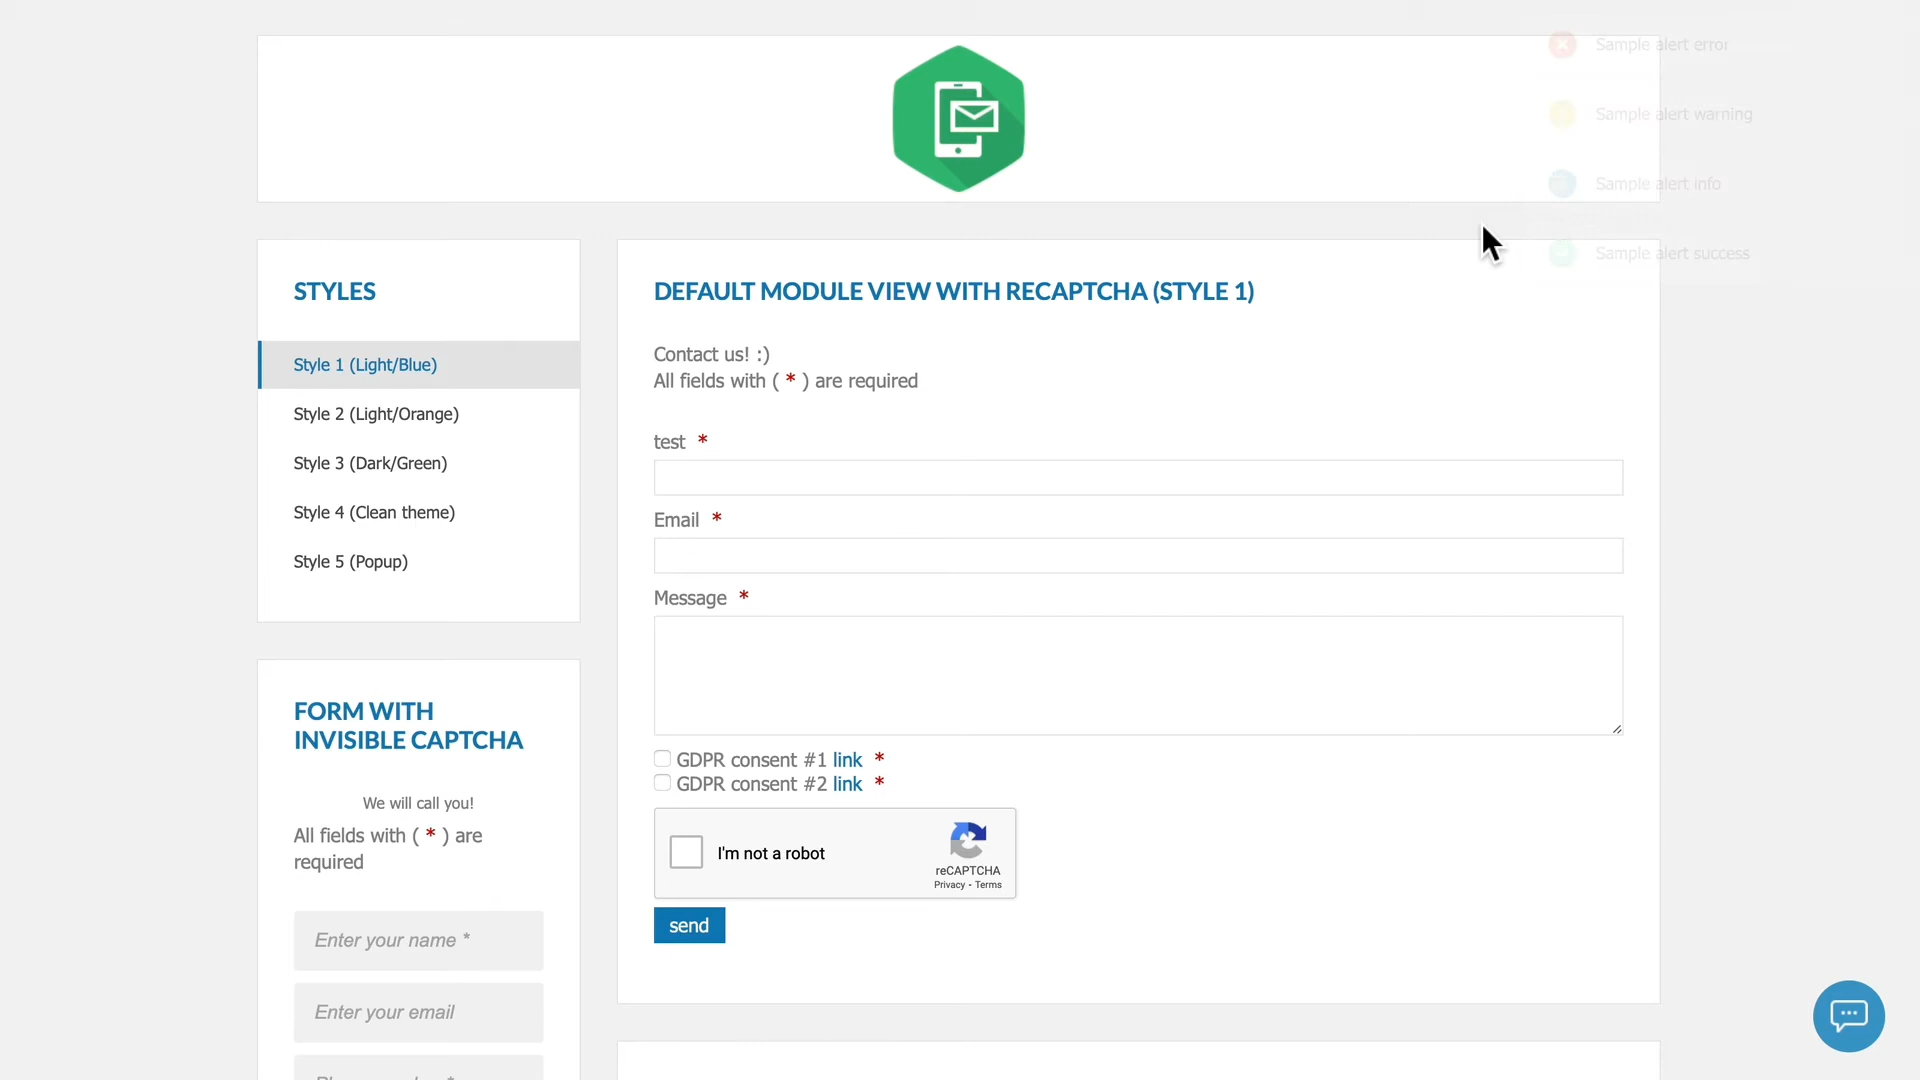 Sample alert error
Sample alert warning
Sample alert info
Sample alert success
STYLES
Style 1 (Light/Blue)
Style 2 (Light/Orange)
Style 3 (Dark/Green)
Style 4 (Clean theme)
Style 5 (Popup)
FORM WITH
INVISIBLE CAPTCHA
We will call you!
All fields with ( * ) are
required
Enter your name *
Enter your email
DEFAULT MODULE VIEW WITH RECAPTCHA (STYLE 1)
Contact us! :)
All fields with ( * ) are required
test *
Email *
Message *
GDPR consent #1 link *
GDPR consent #2 link *
I'm not a robot
reCAPTCHA
Privacy - Terms
send